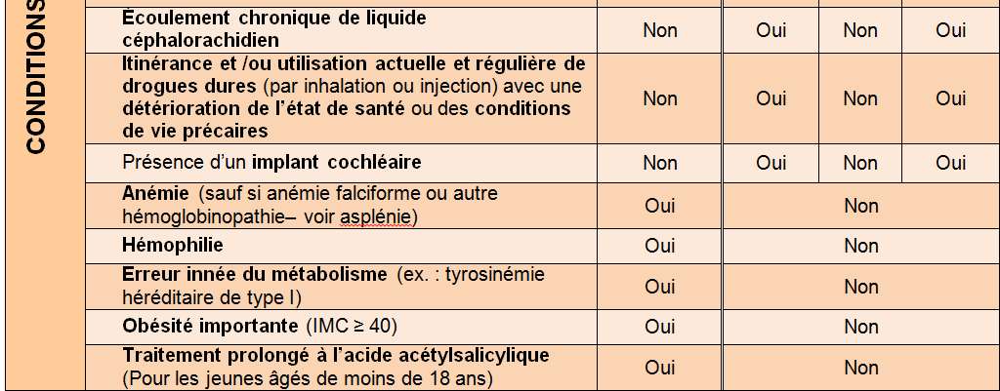 CONDITIONS
Écoulement chronique de liquide
céphalorachidien
Non Oui Non Oui
Itinérance et /ou utilisation actuelle et régulière de
drogues dures (par inhalation ou injection) avec une
détérioration de l'état de santé ou des conditions
de vie précaires
Non Oui Non Oui
Présence d'un implant cochléaire
Non Oui Non Oui
Anémie (sauf si anémie falciforme ou autre
hémoglobinopathie– voir asplénie)
Oui Non
Hémophilie
Oui Non
Erreur innée du métabolisme (ex. : tyrosinémie
héréditaire de type I)
Oui Non
Obésité importante (IMC ≥ 40)
Oui Non
Traitement prolongé à l'acide acétylsalicylique
(Pour les jeunes âgés de moins de 18 ans)
Oui Non